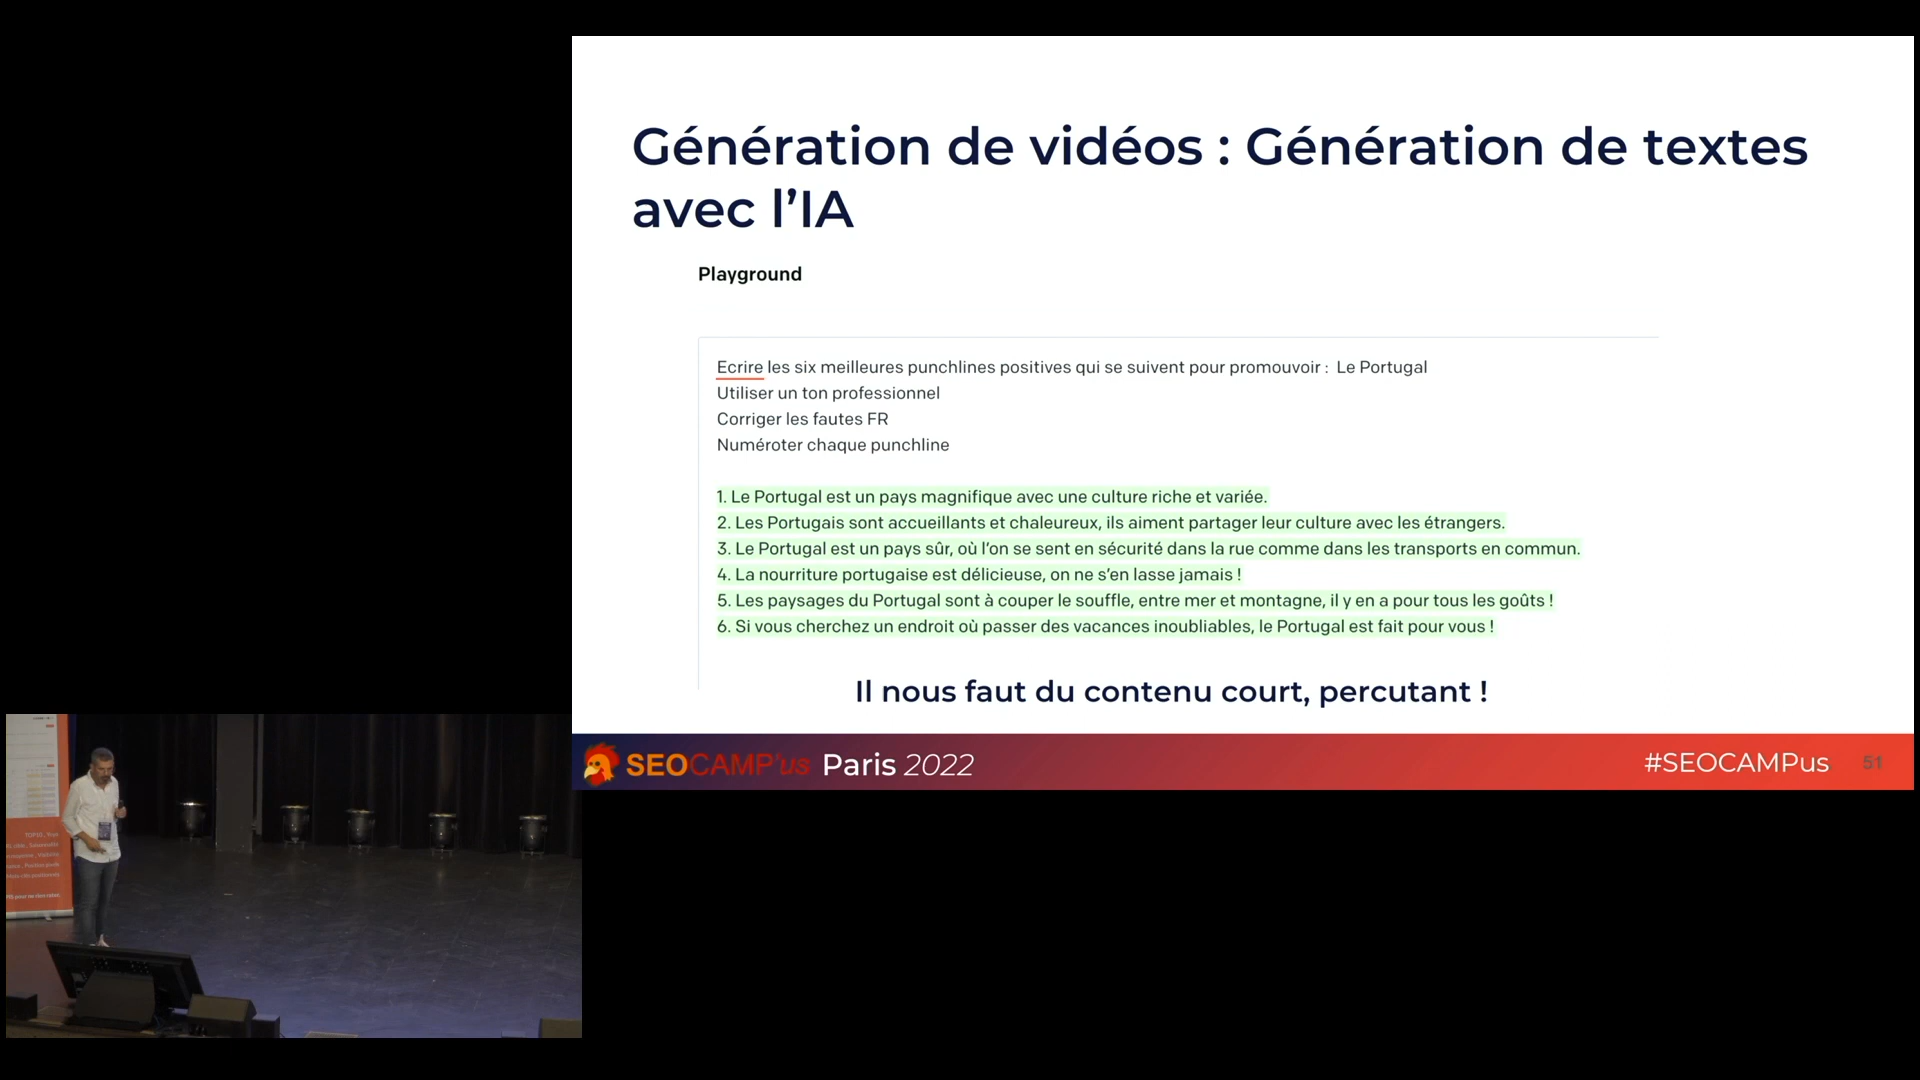 Génération de vidéos : Génération de textes
avec l’IA
Playground
Ecrire les six meilleures punchlines positives qui se suivent pour promouvoir : Le Portugal
Utiliser un ton professionnel
Corriger les fautes FR
Numéroter chaque punchline
1. Le Portugal est un pays magnifique avec une culture riche et variée.
2. Les Portugais sont accueillants et chaleureux, ils aiment partager leur culture avec les étrangers.
3. Le Portugal est un pays sûr, où l’on se sent en sécurité dans la rue comme dans les transports en commun.
4. La nourriture portugaise est délicieuse, on ne s’en lasse jamais !
5. Les paysages du Portugal sont à couper le souffle, entre mer et montagne, il y en a pour tous les goûts !
6. Si vous cherchez un endroit où passer des vacances inoubliables, le Portugal est fait pour vous !
Il nous faut du contenu court, percutant !
SEOCAMP'us Paris 2022
#SEOCAMPus 51